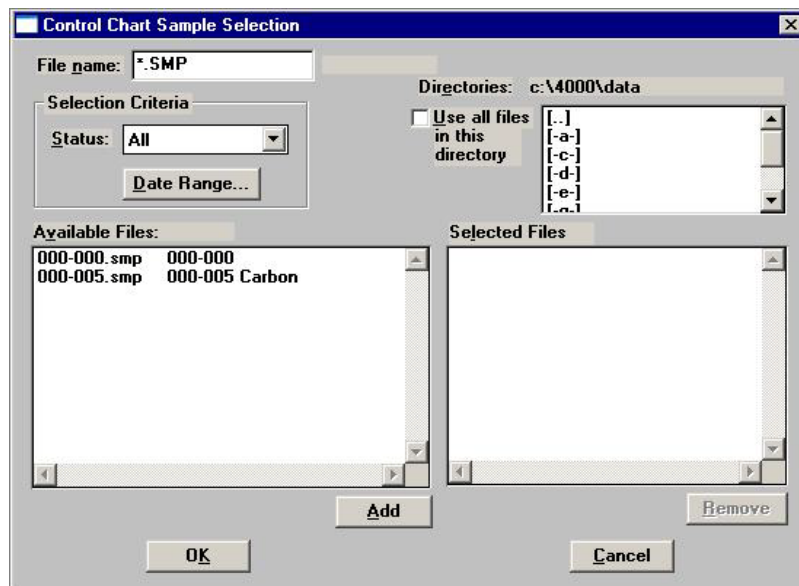 Control Chart Sample Selection
File name: *.SMP
Directories: c:\4000\data
Selection Criteria
Status: All
Date Range...
Use all files
in this
directory
[..]
[-a-]
[-c-]
[-d-]
[-e-]
Available Files:
000-000.smp 000-000
000-005.smp 000-005 Carbon
Selected Files
Add
Remove
OK
Cancel